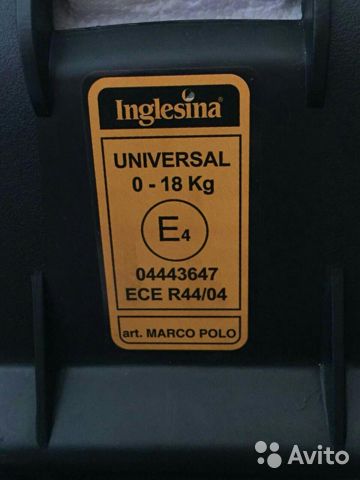 Inglesina
UNIVERSAL
0 - 18 Kg
E4
04443647
ECE R44/04
art. MARCO POLO
Avito